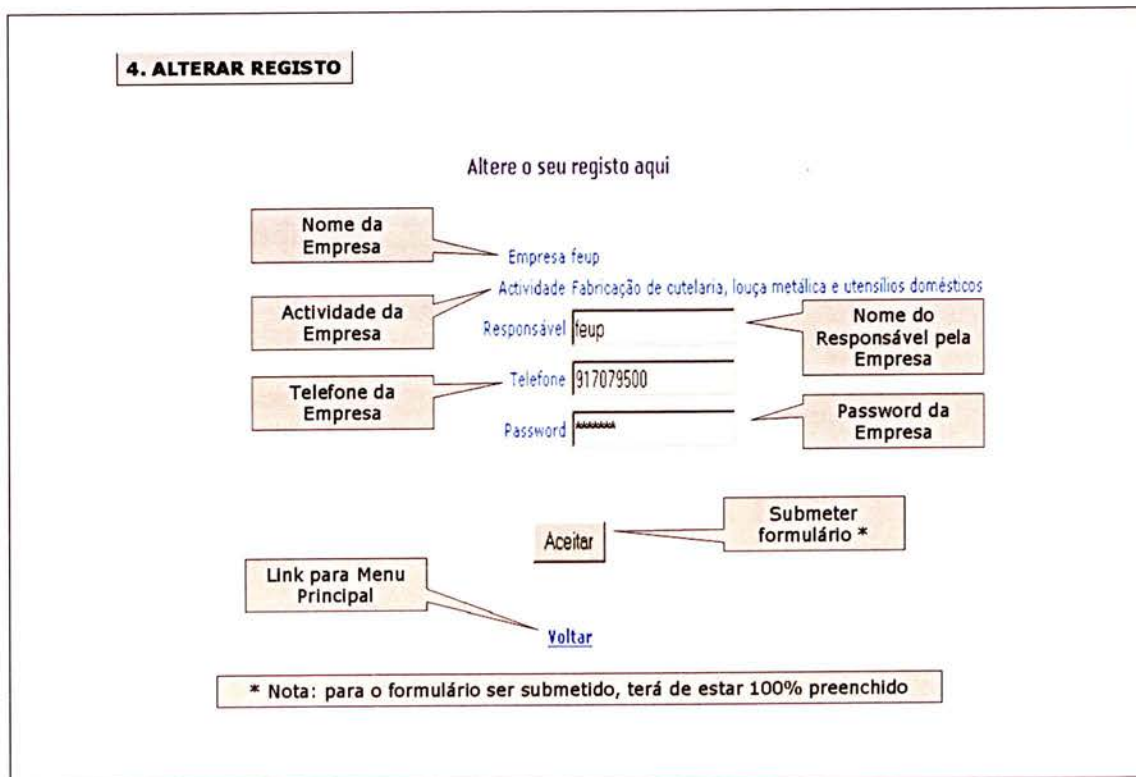 4. ALTERAR REGISTO
Altere o seu registo aqui
Nome da
Empresa
Empresa feup
Actividade Fabricação de cutelaria, louça metálica e utensílios domésticos
Actividade da
Empresa
Responsável feup
Nome do
Responsável pela
Empresa
Telefone 917079500
Telefone da
Empresa
Password *******
Password da
Empresa
Submeter
formulário *
Aceitar
Link para Menu
Principal
Voltar
* Nota: para o formulário ser submetido, terá de estar 100% preenchido